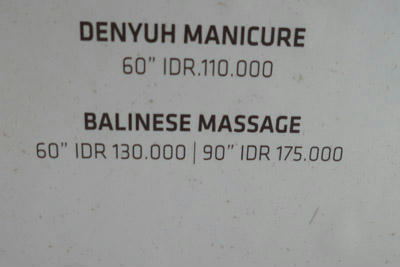 DENYUH MANICURE
60” IDR.110.000
BALINESE MASSAGE
60” IDR 130.000 | 90” IDR 175.000